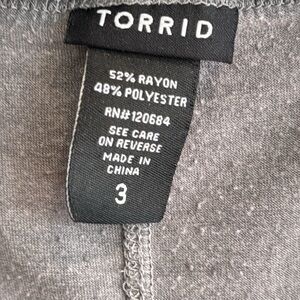 TORRID
52% RAYON
48% POLYESTER
RN#120684
SEE CARE
ON REVERSE
MADE IN
CHINA
3